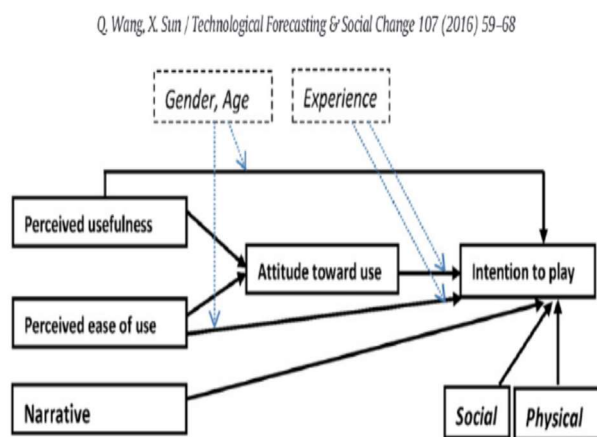 Q. Wang, X. Sun / Technological Forecasting & Social Change 107 (2016) 59–68
Gender, Age
Experience
Perceived usefulness
Attitude toward use
Intention to play
Perceived ease of use
Narrative
Social
Physical